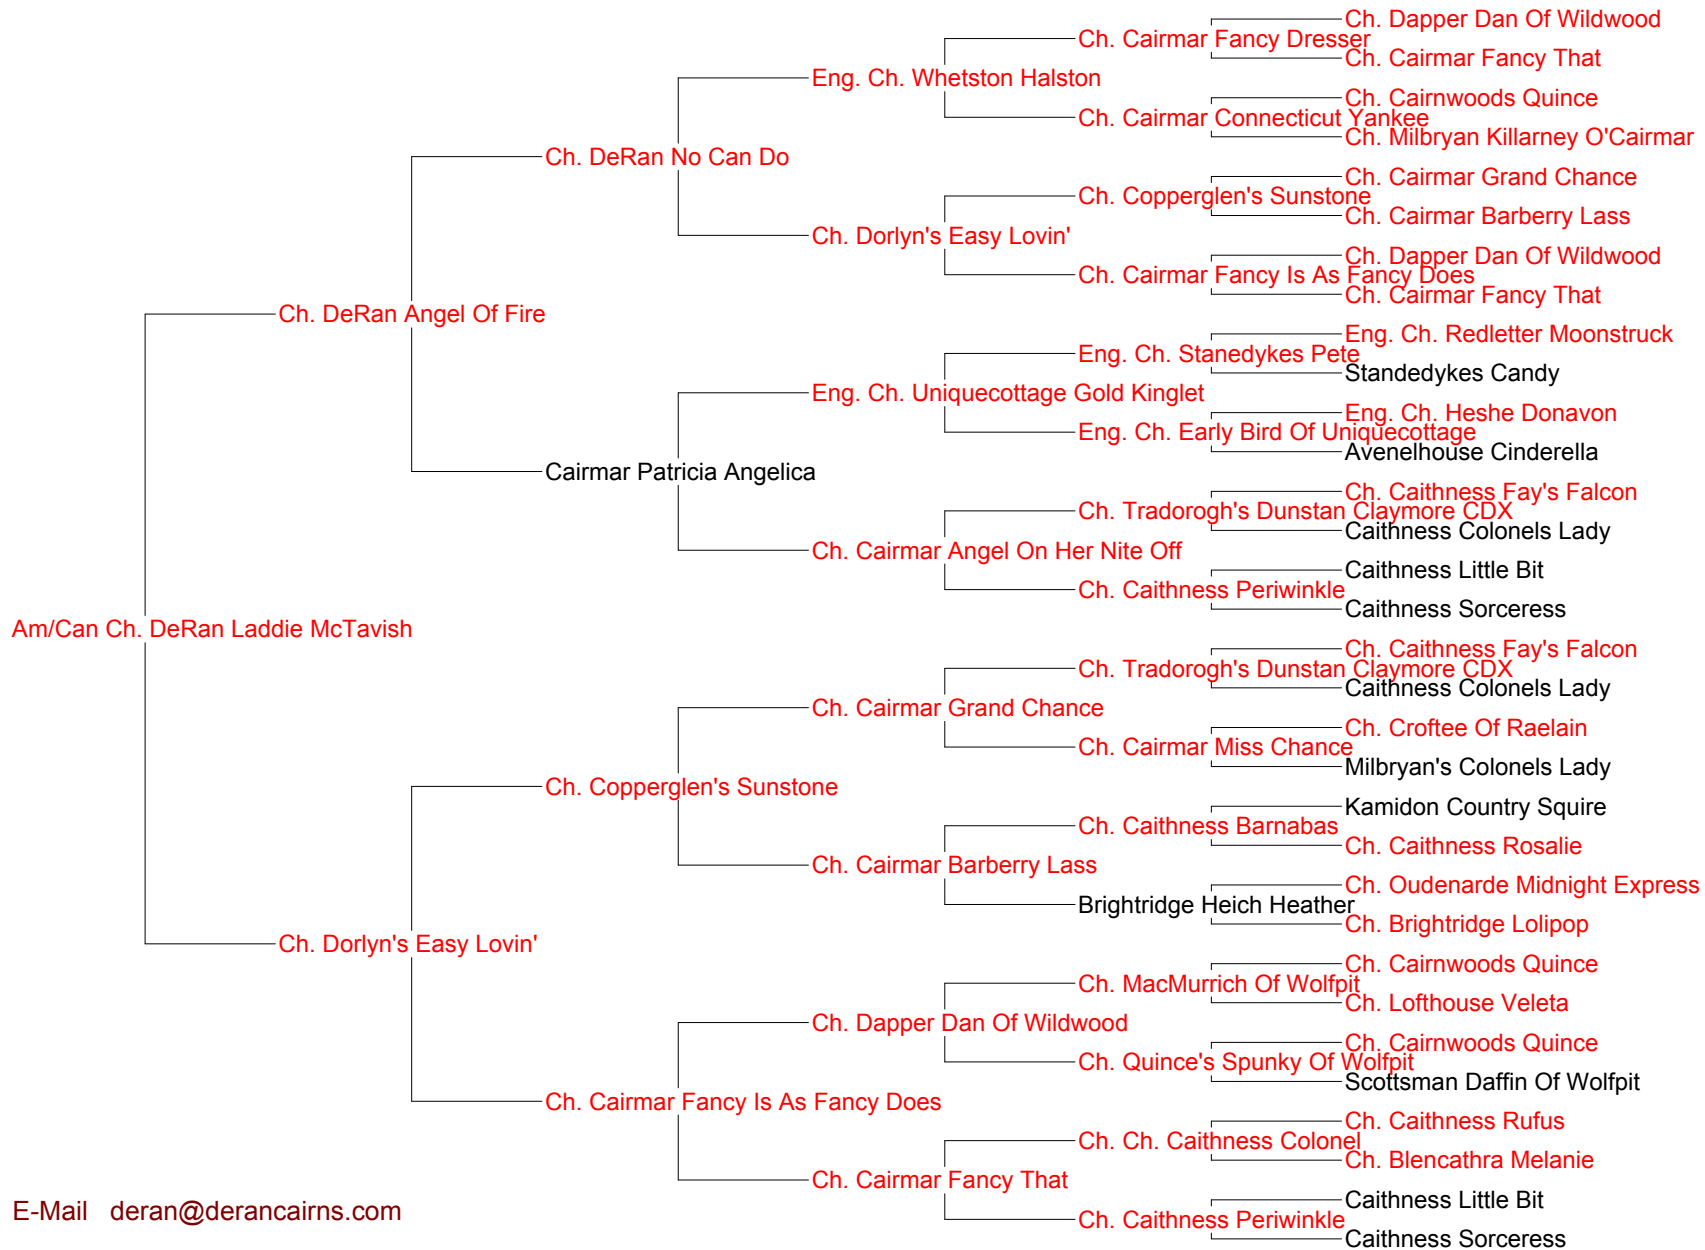 Ch. Dapper Dan Of Wildwood
Ch. Cairmar Fancy Dresser
Ch. Cairmar Fancy That
Eng. Ch. Whetston Halston
Ch. Cairnwoods Quince
Ch. Cairmar Connecticut Yankee
Ch. Milbryan Killarney O'Cairmar
Ch. DeRan No Can Do
Ch. Cairmar Grand Chance
Ch. Copperglen's Sunstone
Ch. Cairmar Barberry Lass
Ch. Dorlyn's Easy Lovin'
Ch. Dapper Dan Of Wildwood
Ch. Cairmar Fancy Is As Fancy Does
Ch. Cairmar Fancy That
Ch. DeRan Angel Of Fire
Eng. Ch. Redletter Moonstruck
Eng. Ch. Stanedykes Pete
Standedykes Candy
Eng. Ch. Uniquecottage Gold Kinglet
Eng. Ch. Heshe Donavon
Eng. Ch. Early Bird Of Uniquecottage
Avenelhouse Cinderella
Cairmar Patricia Angelica
Ch. Caithness Fay's Falcon
Ch. Tradorogh's Dunstan Claymore CDX
Caithness Colonels Lady
Ch. Cairmar Angel On Her Nite Off
Caithness Little Bit
Ch. Caithness Periwinkle
Caithness Sorceress
Am/Can Ch. DeRan Laddie McTavish
Ch. Caithness Fay's Falcon
Ch. Tradorogh's Dunstan Claymore CDX
Caithness Colonels Lady
Ch. Cairmar Grand Chance
Ch. Croftee Of Raelain
Ch. Cairmar Miss Chance
Milbryan's Colonels Lady
Ch. Copperglen's Sunstone
Kamidon Country Squire
Ch. Caithness Barnabas
Ch. Caithness Rosalie
Ch. Cairmar Barberry Lass
Ch. Oudenarde Midnight Express
Brightridge Heich Heather
Ch. Brightridge Lolipop
Ch. Dorlyn's Easy Lovin'
Ch. Cairnwoods Quince
Ch. MacMurrich Of Wolfpit
Ch. Lofthouse Veleta
Ch. Dapper Dan Of Wildwood
Ch. Cairnwoods Quince
Ch. Quince's Spunky Of Wolfpit
Scottsman Daffin Of Wolfpit
Ch. Cairmar Fancy Is As Fancy Does
Ch. Caithness Rufus
Ch. Ch. Caithness Colonel
Ch. Blencathra Melanie
Ch. Cairmar Fancy That
Caithness Little Bit
Ch. Caithness Periwinkle
Caithness Sorceress
E-Mail deran@derancairns.com